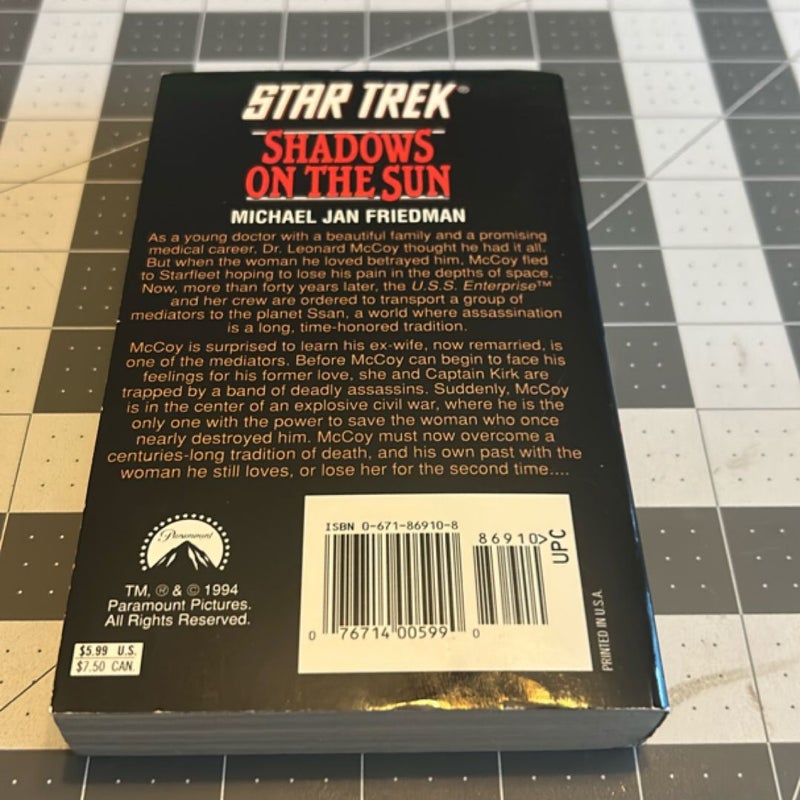 STAR TREK®
SHADOWS
ON THE SUN
MICHAEL JAN FRIEDMAN
As a young doctor with a beautiful family and a promising
medical career, Dr. Leonard McCoy thought he had it all.
But when the woman he loved betrayed him, McCoy fled
to Starfleet hoping to lose his pain in the depths of space.
Now, more than forty years later, the U.S.S. Enterprise™
and her crew are ordered to transport a group of
mediators to the planet Ssan, a world where assassination
is a long, time-honored tradition.
McCoy is surprised to learn his ex-wife, now remarried, is
one of the mediators. Before McCoy can begin to face his
feelings for his former love, she and Captain Kirk are
trapped by a band of deadly assassins. Suddenly, McCoy
is in the center of an explosive civil war, where he is the
only one with the power to save the woman who once
nearly destroyed him. McCoy must now overcome a
centuries-long tradition of death, and his own past with the
woman he still loves, or lose her for the second time....
Paramount
TM, ® & © 1994
Paramount Pictures.
All Rights Reserved.
$5.99 U.S.
$7.50 CAN.
ISBN 0-671-86910-8
86910>
UPC
0 76714 00599 0
PRINTED IN U.S.A.